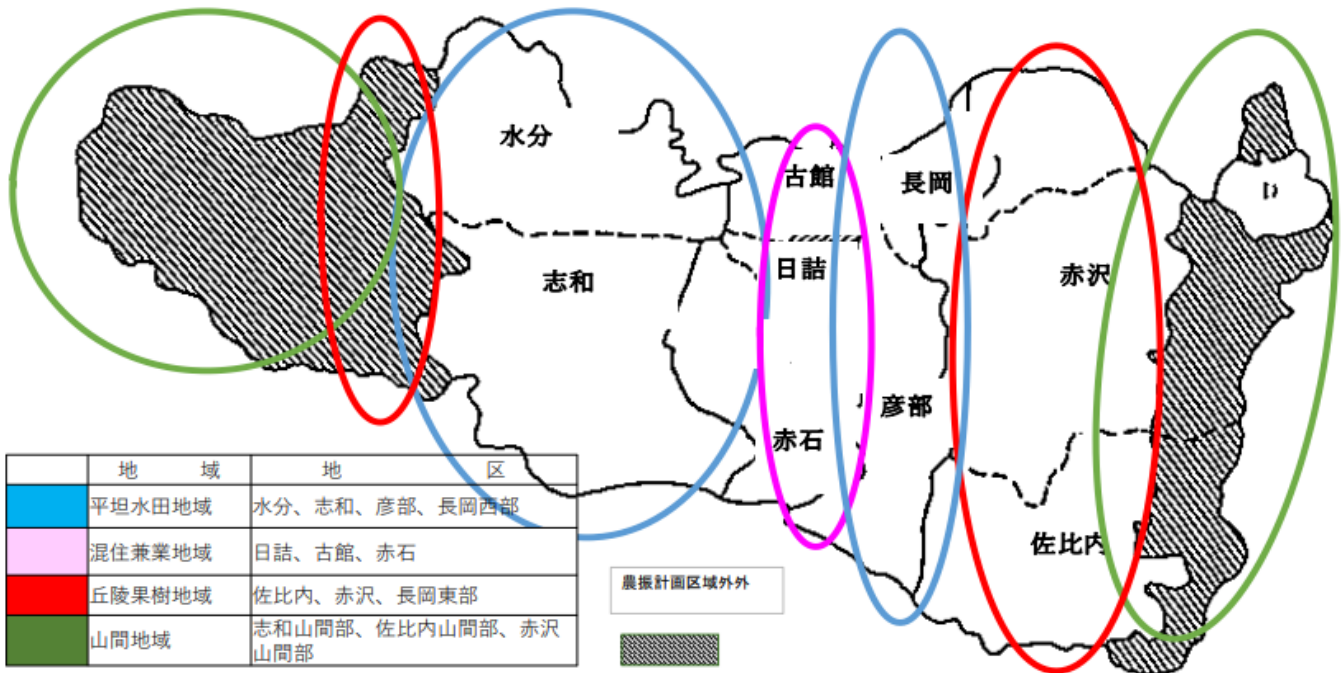 水分
古館
長岡
日詰
赤沢
志和
彦部
赤石
佐比内
地 域 地 区
平坦水田地域 水分、志和、彦部、長岡西部
混住兼業地域 日詰、古館、赤石
丘陵果樹地域 佐比内、赤沢、長岡東部
山間地域 志和山間部、佐比内山間部、赤沢
山間部
農振計画区域外外